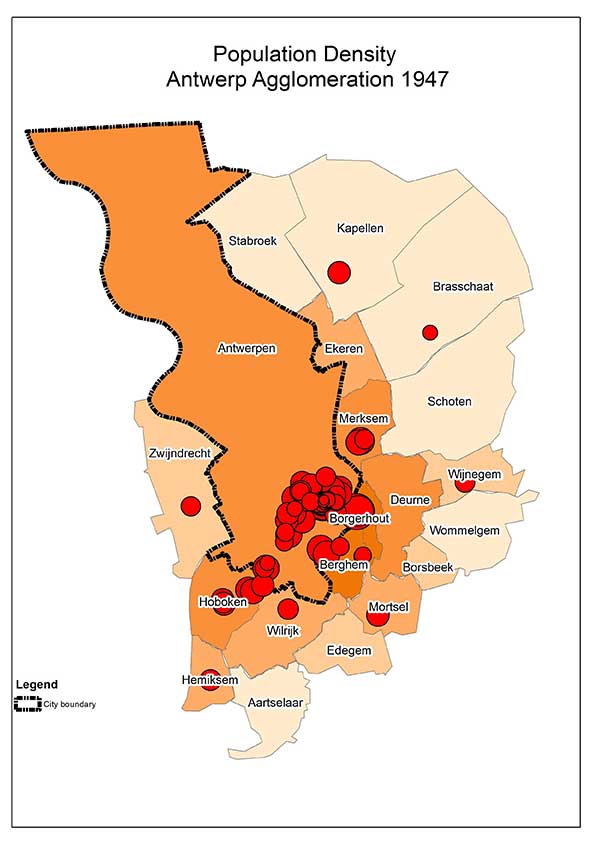 Population Density
Antwerp Agglomeration 1947
Stabroek
Kapellen
Brasschaat
Antwerpen
Ekeren
Schoten
Merksem
Zwijndrecht
Wijnegem
Deurne
Borgerhout
Wommelgem
Berghem
Borsbeek
Hoboken
Mortsel
Wilrijk
Edegem
Hemiksem
Aartselaar
Legend
City boundary